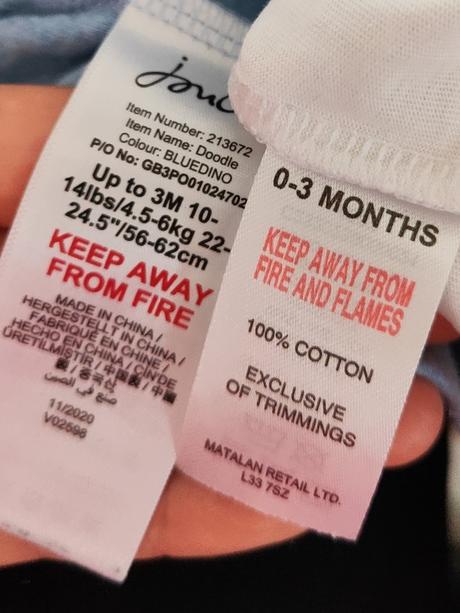 Item Number: 213672
Item Name: Doodle
Colour: BLUEDINO
P/O No: GB3PO01024702
Up to 3M 10-
14lbs/4.5-6kg 22-
24.5"/56-62cm
KEEP AWAY
FROM FIRE
MADE IN CHINA /
HERGESTELLT IN CHINA /
FABRIQUÉ EN CHINE /
HECHO EN CHINA / ÇİN'DE
ÜRETİLMİŞTİR / 中国製 / 中
صنع في الصين
11/2020
V02596
0-3 MONTHS
KEEP AWAY FROM
FIRE AND FLAMES
100% COTTON
EXCLUSIVE
OF TRIMMINGS
MATALAN RETAIL LTD.
L33 7SZ